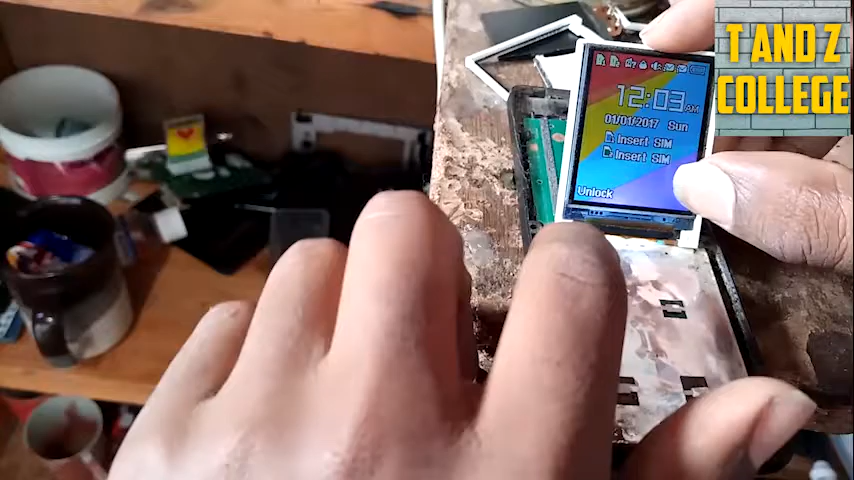 T AND Z
COLLEGE
12:03 AM
01/01/2017 Sun
Insert SIM
Insert SIM
Unlock